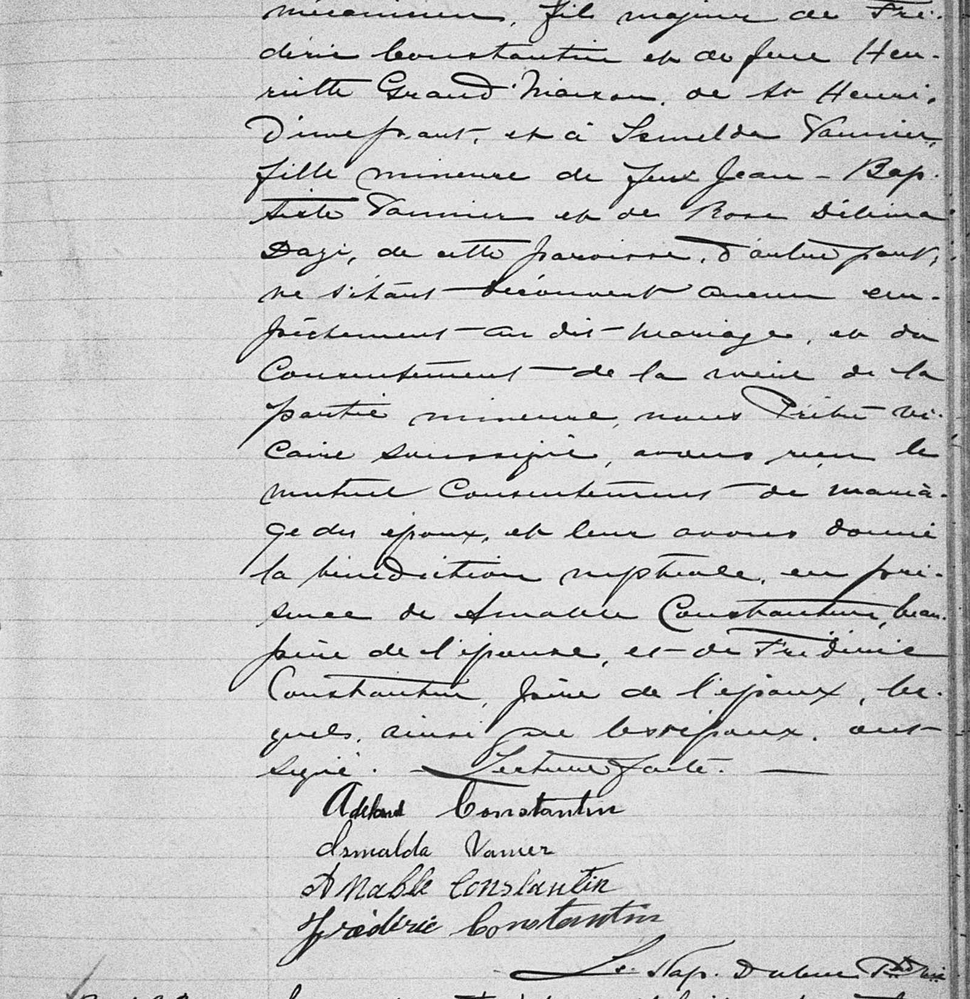 mécanicien, fils majeur de Fré-
déric Constantin et de feue Hen-
riette Grand'Maison, de St Henri,
D'une part, et à Ismelda Vannier,
fille mineure de feux Jean-Bap-
tiste Vannier et de Rose Délima
Dagé, de cette paroisse, d'autre part,
ne s'étant découvert aucun em-
pêchement au dit mariage, et du
Consentement de la mère de la
partie mineure, nous Prêtre vi-
caire soussigné, avons reçu le
mutuel Consentement de maria-
ge des époux, et leur avons donné
la bénédiction nuptiale, en pré-
sence de Amable Constantin, beau-
père de l'épouse, et de Frédéric
Constantin, père de l'époux, les-
quels, ainsi que les époux, ont
signé. — Lecture faite. —
Adelard Constantin
Ismalda Vanier
Amable Constantin
Frédéric Constantin
Nap. Dubuc Ptre Vic